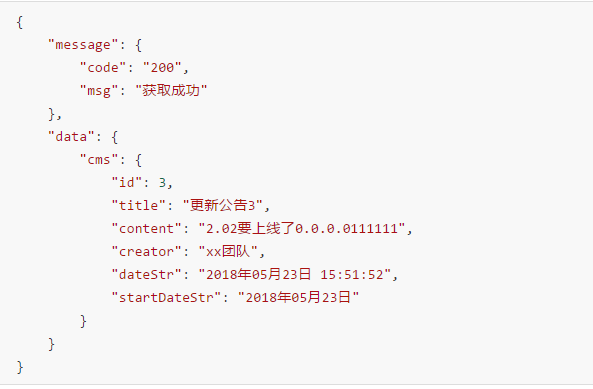 {
    "message": {
        "code": "200",
        "msg": "获取成功"
    },
    "data": {
        "cms": {
            "id": 3,
            "title": "更新公告3",
            "content": "2.02要上线了0.0.0.0111111",
            "creator": "xx团队",
            "dateStr": "2018年05月23日 15:51:52",
            "startDateStr": "2018年05月23日"
        }
    }
}